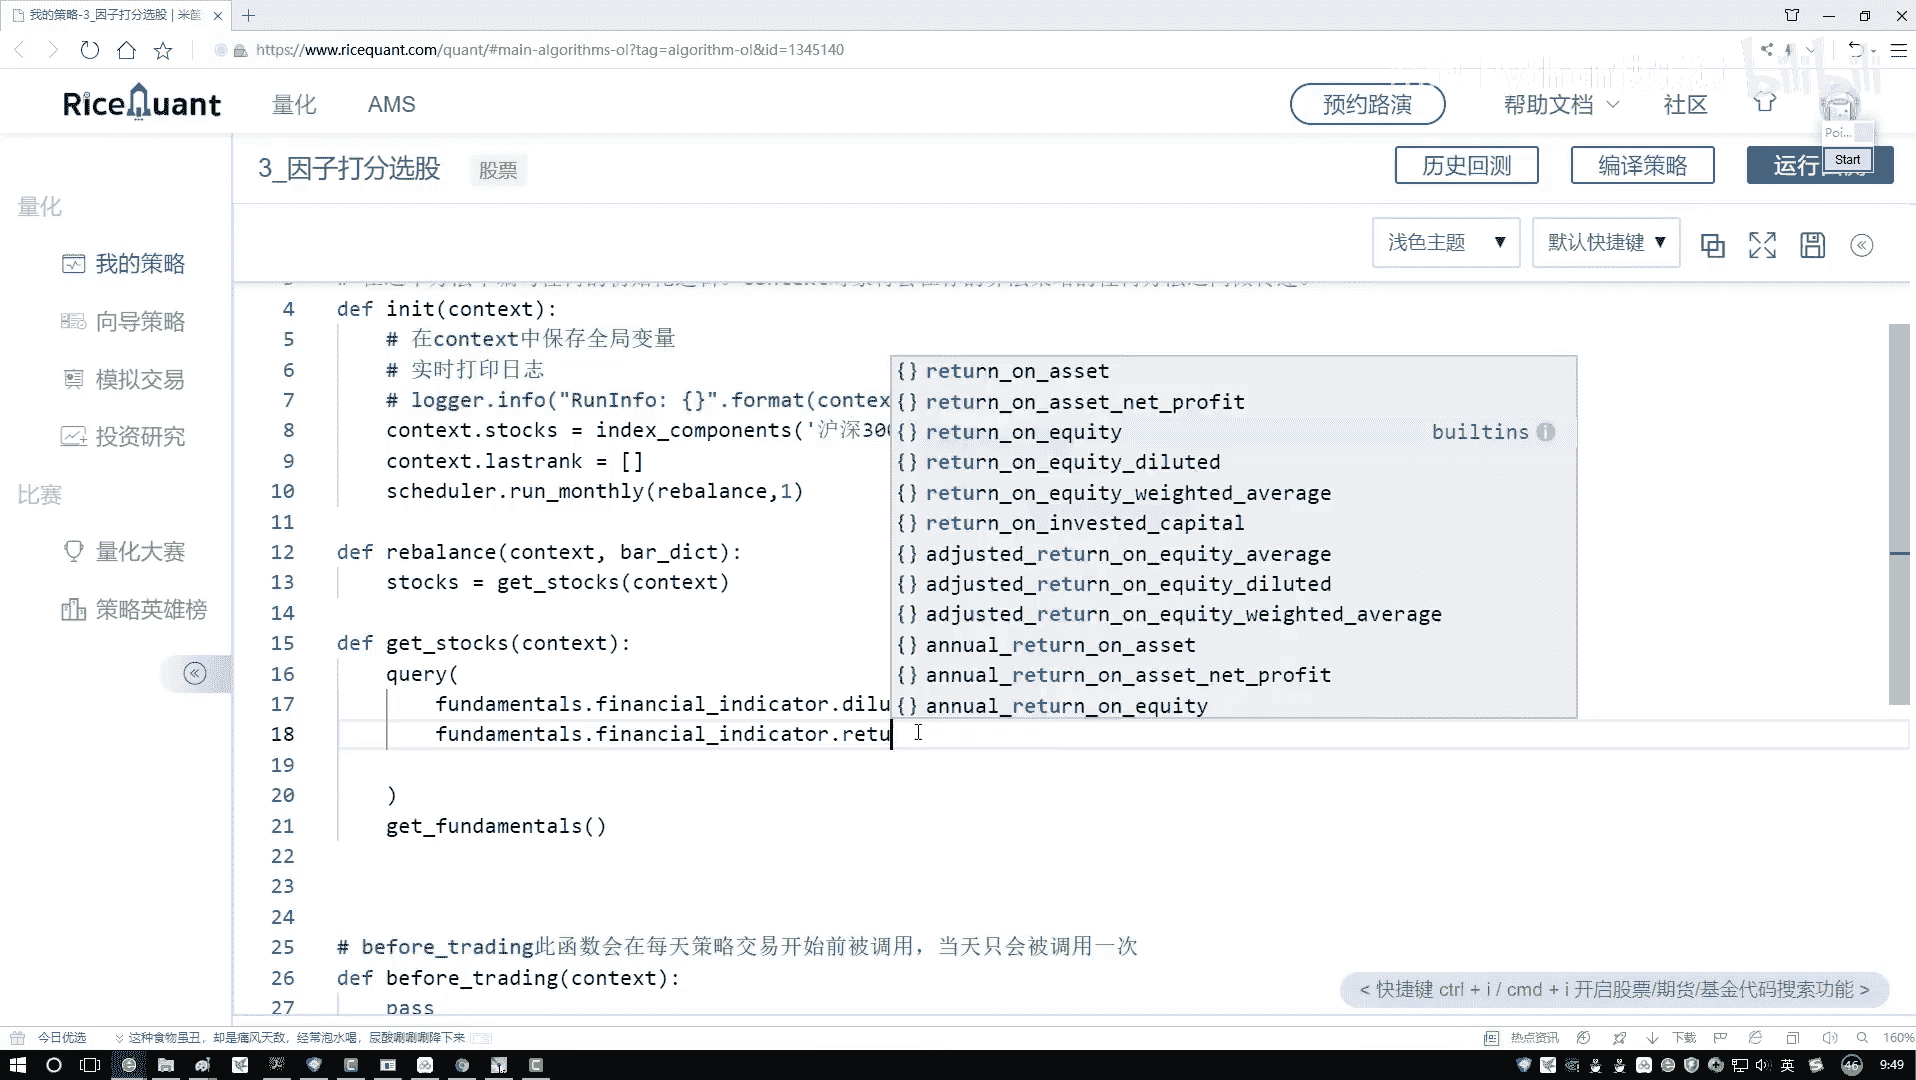 我的策略-3_因子打分选股 | 米筐
https://www.ricequant.com/quant/#main-algorithms-ol?tag=algorithm-ol&id=1345140
RiceQuant
量化
AMS
预约路演
帮助文档
社区
bilibili
Poi...
Start
3_因子打分选股
股票
历史回测
编译策略
运行
浅色主题 ▼
默认快捷键 ▼
量化
我的策略
向导策略
模拟交易
投资研究
比赛
量化大赛
策略英雄榜
4 def init(context):
5 # 在context中保存全局变量
6 # 实时打印日志
7 # logger.info("RunInfo: {}".format(contex
8 context.stocks = index_components('沪深30
9 context.lastrank = []
10 scheduler.run_monthly(rebalance,1)
11
12 def rebalance(context, bar_dict):
13 stocks = get_stocks(context)
14
15 def get_stocks(context):
16 query(
17 fundamentals.financial_indicator.dilu
18 fundamentals.financial_indicator.retu
19
20 )
21 get_fundamentals()
22
23
24
25 # before_trading此函数会在每天策略交易开始前被调用，当天只会被调用一次
26 def before_trading(context):
27 pass
{} return_on_asset
{} return_on_asset_net_profit
{} return_on_equity builtins
{} return_on_equity_diluted
{} return_on_equity_weighted_average
{} return_on_invested_capital
{} adjusted_return_on_equity_average
{} adjusted_return_on_equity_diluted
{} adjusted_return_on_equity_weighted_average
{} annual_return_on_asset
{} annual_return_on_asset_net_profit
{} annual_return_on_equity
< 快捷键 ctrl + i / cmd + i 开启股票/期货/基金代码搜索功能 >
今日优选
这种食物虽丑，却是痛风天敌，经常泡水喝，尿酸唰唰唰降下来
热点资讯
下载
160%
英
46
9:49